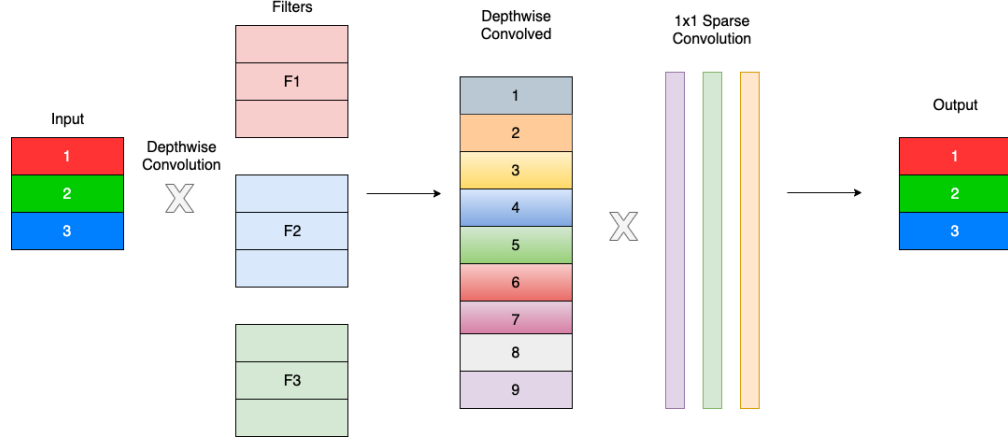 Input
1
2
3
Depthwise
Convolution
X
Filters
F1
F2
F3
Depthwise
Convolved
1
2
3
4
5
6
7
8
9
X
1x1 Sparse
Convolution
Output
1
2
3